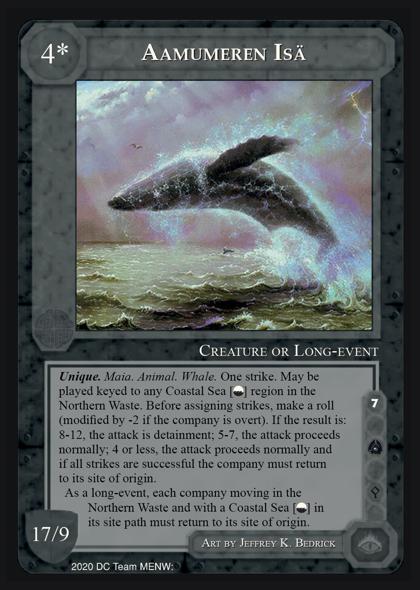 4*
Aamumeren Isä
Creature or Long-event
Unique. Maia. Animal. Whale. One strike. May be
played keyed to any Coastal Sea [] region in the
Northern Waste. Before assigning strikes, make a roll
(modified by -2 if the company is overt). If the result is:
8-12, the attack is detainment; 5-7, the attack proceeds
normally; 4 or less, the attack proceeds normally and
if all strikes are successful the company must return
to its site of origin.
As a long-event, each company moving in the
Northern Waste and with a Coastal Sea [] in
its site path must return to its site of origin.
7
17/9
Art by Jeffrey K. Bedrick
2020 DC Team MENW: